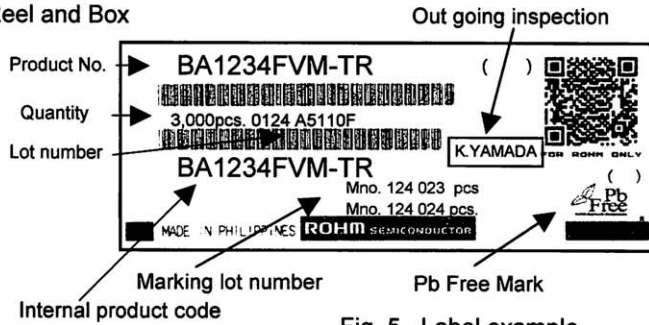 eel and Box
Out going inspection
Product No.
BA1234FVM-TR
( )
Quantity
3,000pcs. 0124 A5110F
Lot number
K.YAMADA
FOR ROHM ONLY
BA1234FVM-TR
( )
Mno. 124 023 pcs
Pb
Free
Mno. 124 024 pcs.
MADE IN PHILIPPINES ROHM SEMICONDUCTOR
Marking lot number
Pb Free Mark
Internal product code
Fig. 5 Label example